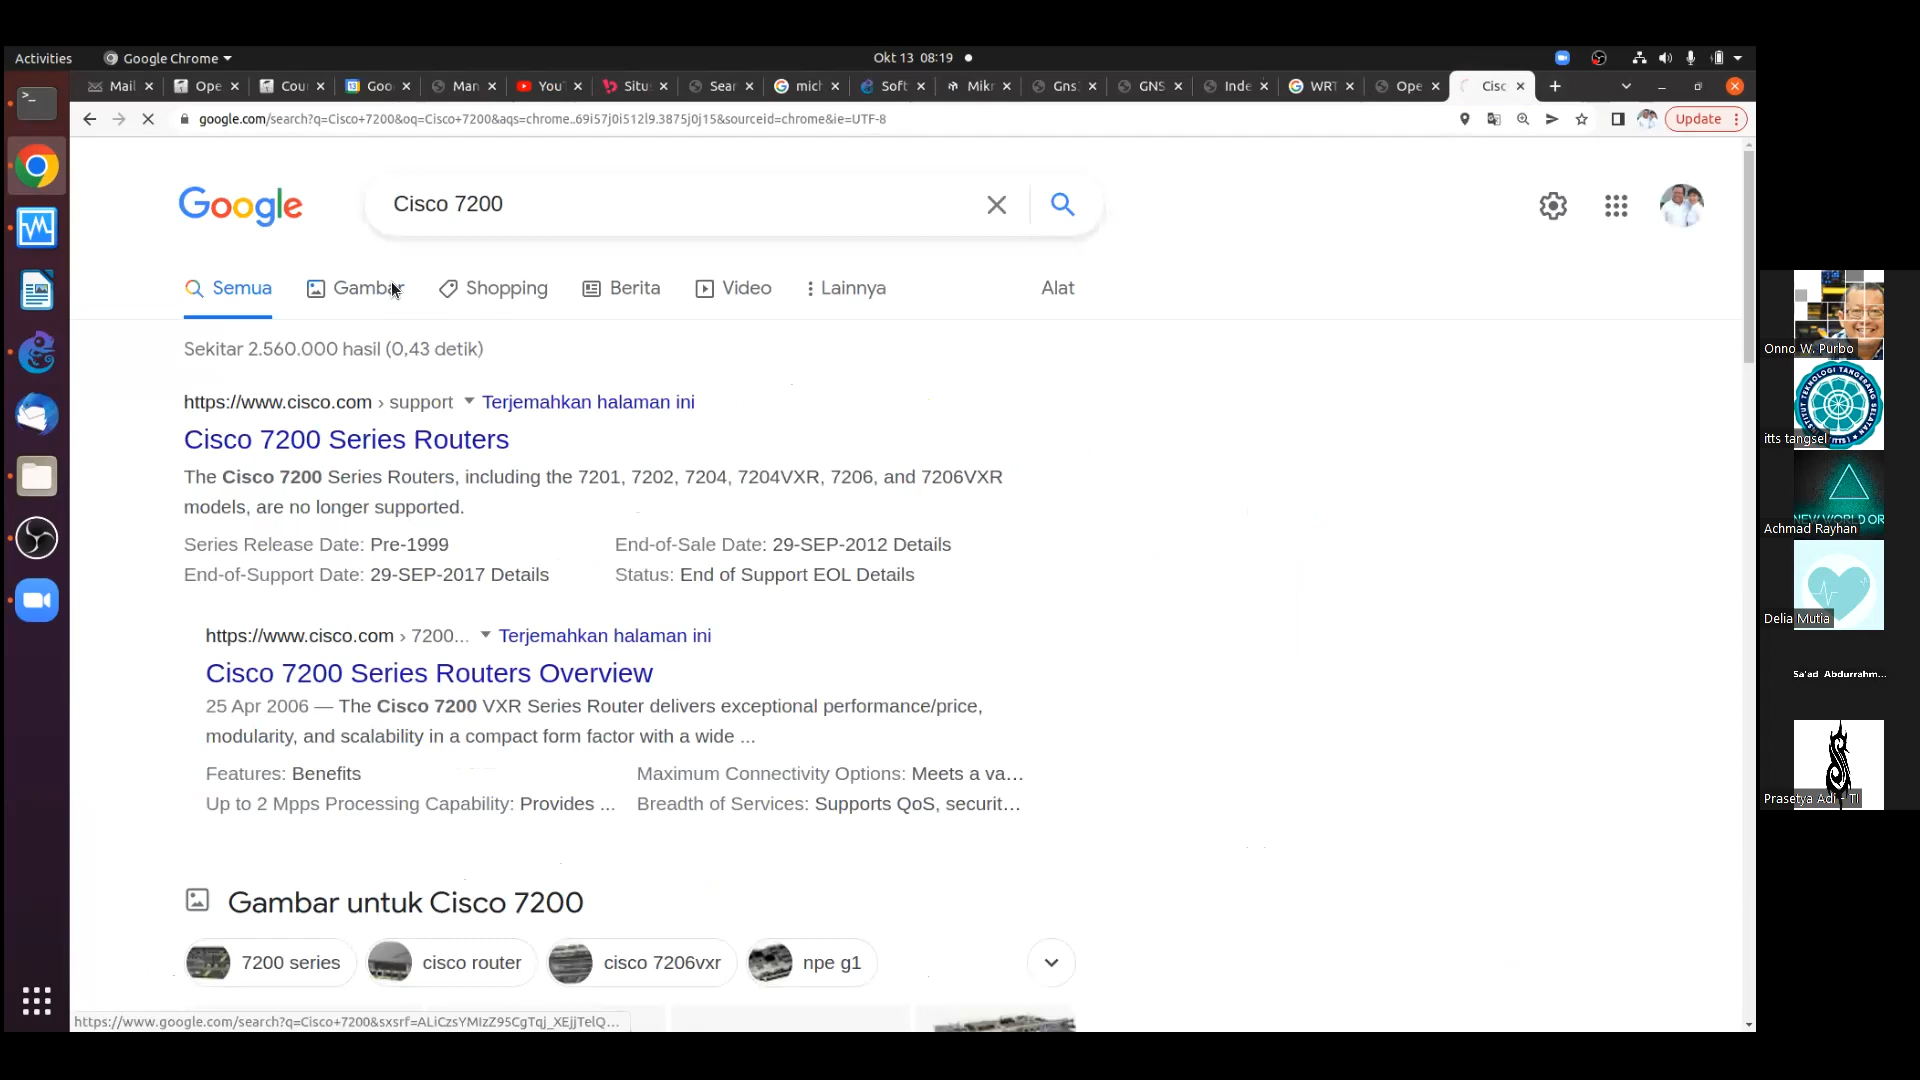 Activities
Google Chrome
Okt 13 08:19
Mail
Ope
Cou
Goo
Man
You
Situ
Sear
mich
Soft
Mikr
Gns
GNS
Inde
WRT
Ope
Cisc
google.com/search?q=Cisco+7200&oq=Cisco+7200&aqs=chrome..69i57j0i512l9.3875j0j15&sourceid=chrome&ie=UTF-8
Update
Google
Cisco 7200
Semua
Gambar
Shopping
Berita
Video
Lainnya
Alat
Sekitar 2.560.000 hasil (0,43 detik)
https://www.cisco.com › support
Terjemahkan halaman ini
Cisco 7200 Series Routers
The Cisco 7200 Series Routers, including the 7201, 7202, 7204, 7204VXR, 7206, and 7206VXR
models, are no longer supported.
Series Release Date: Pre-1999
End-of-Sale Date: 29-SEP-2012 Details
End-of-Support Date: 29-SEP-2017 Details
Status: End of Support EOL Details
https://www.cisco.com › 7200...
Terjemahkan halaman ini
Cisco 7200 Series Routers Overview
25 Apr 2006 — The Cisco 7200 VXR Series Router delivers exceptional performance/price,
modularity, and scalability in a compact form factor with a wide ...
Features: Benefits
Maximum Connectivity Options: Meets a va...
Up to 2 Mpps Processing Capability: Provides ...
Breadth of Services: Supports QoS, securit...
Gambar untuk Cisco 7200
7200 series
cisco router
cisco 7206vxr
npe g1
Onno W. Purbo
INSTITUT TEKNOLOGI TANGERANG SELATAN
(ITTS)
itts tangsel
NEW WORLD OR
Achmad Rayhan
Delia Mutia
Sa'ad Abdurrahm...
Prasetya Adi - TI